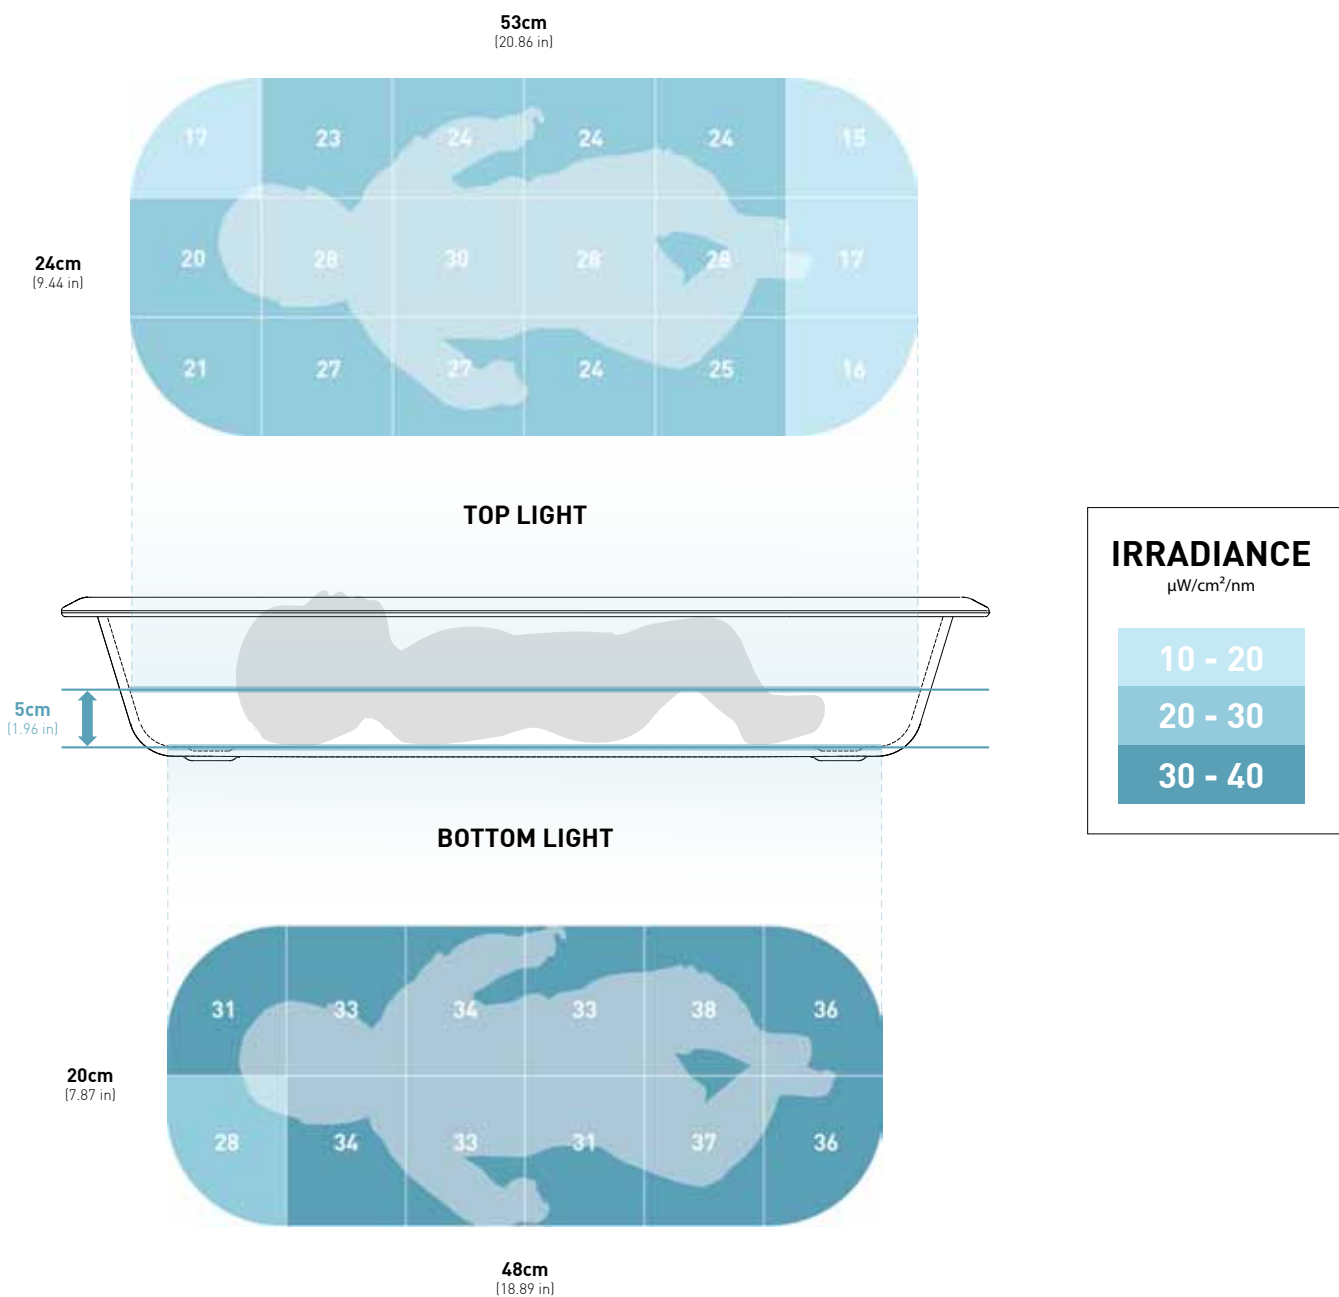 53cm
(20.86 in)
17 23 24 24 24 15
24cm
(9.44 in)
20 28 30 28 28 17
21 27 27 24 25 16
TOP LIGHT
IRRADIANCE
µW/cm²/nm
10 - 20
20 - 30
30 - 40
5cm
(1.96 in)
BOTTOM LIGHT
31 33 34 33 38 36
20cm
(7.87 in)
28 34 33 31 37 36
48cm
(18.89 in)